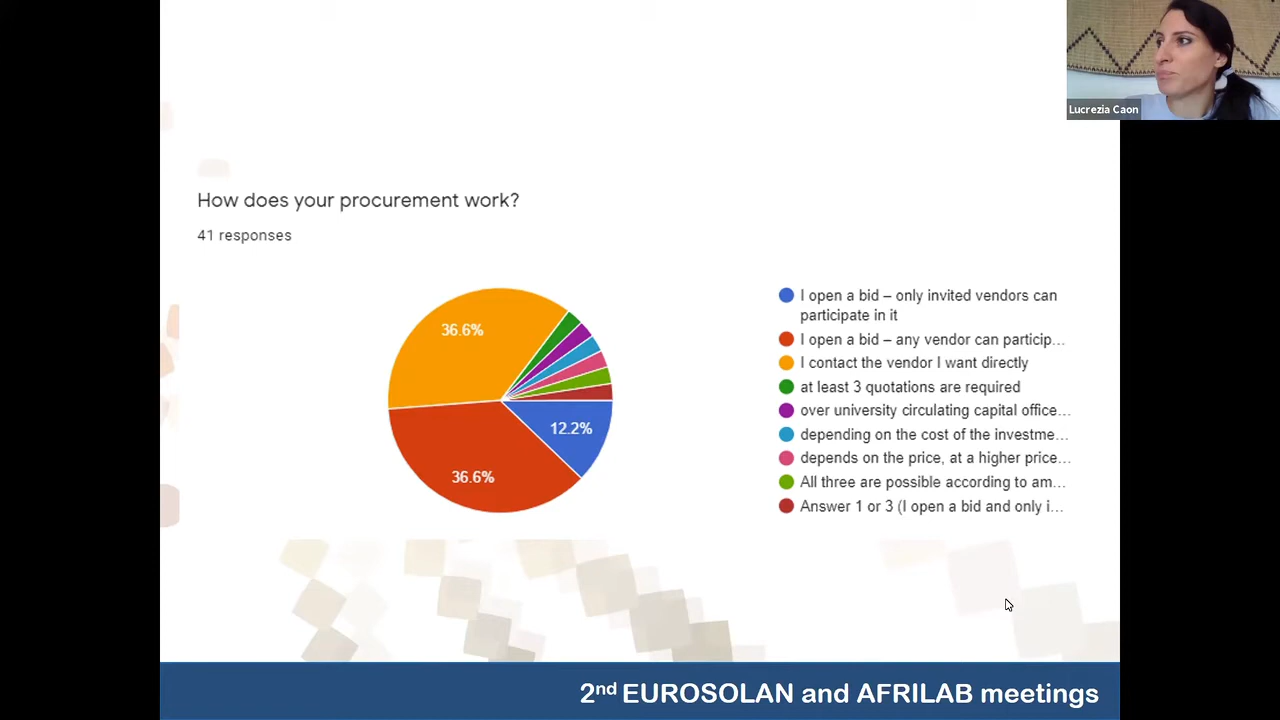 Lucrezia Caon
How does your procurement work?
41 responses
36.6%
12.2%
36.6%
I open a bid – only invited vendors can
participate in it
I open a bid – any vendor can particip...
I contact the vendor I want directly
at least 3 quotations are required
over university circulating capital office...
depending on the cost of the investme...
depends on the price, at a higher price...
All three are possible according to am...
Answer 1 or 3 (I open a bid and only i...
2nd EUROSOLAN and AFRILAB meetings